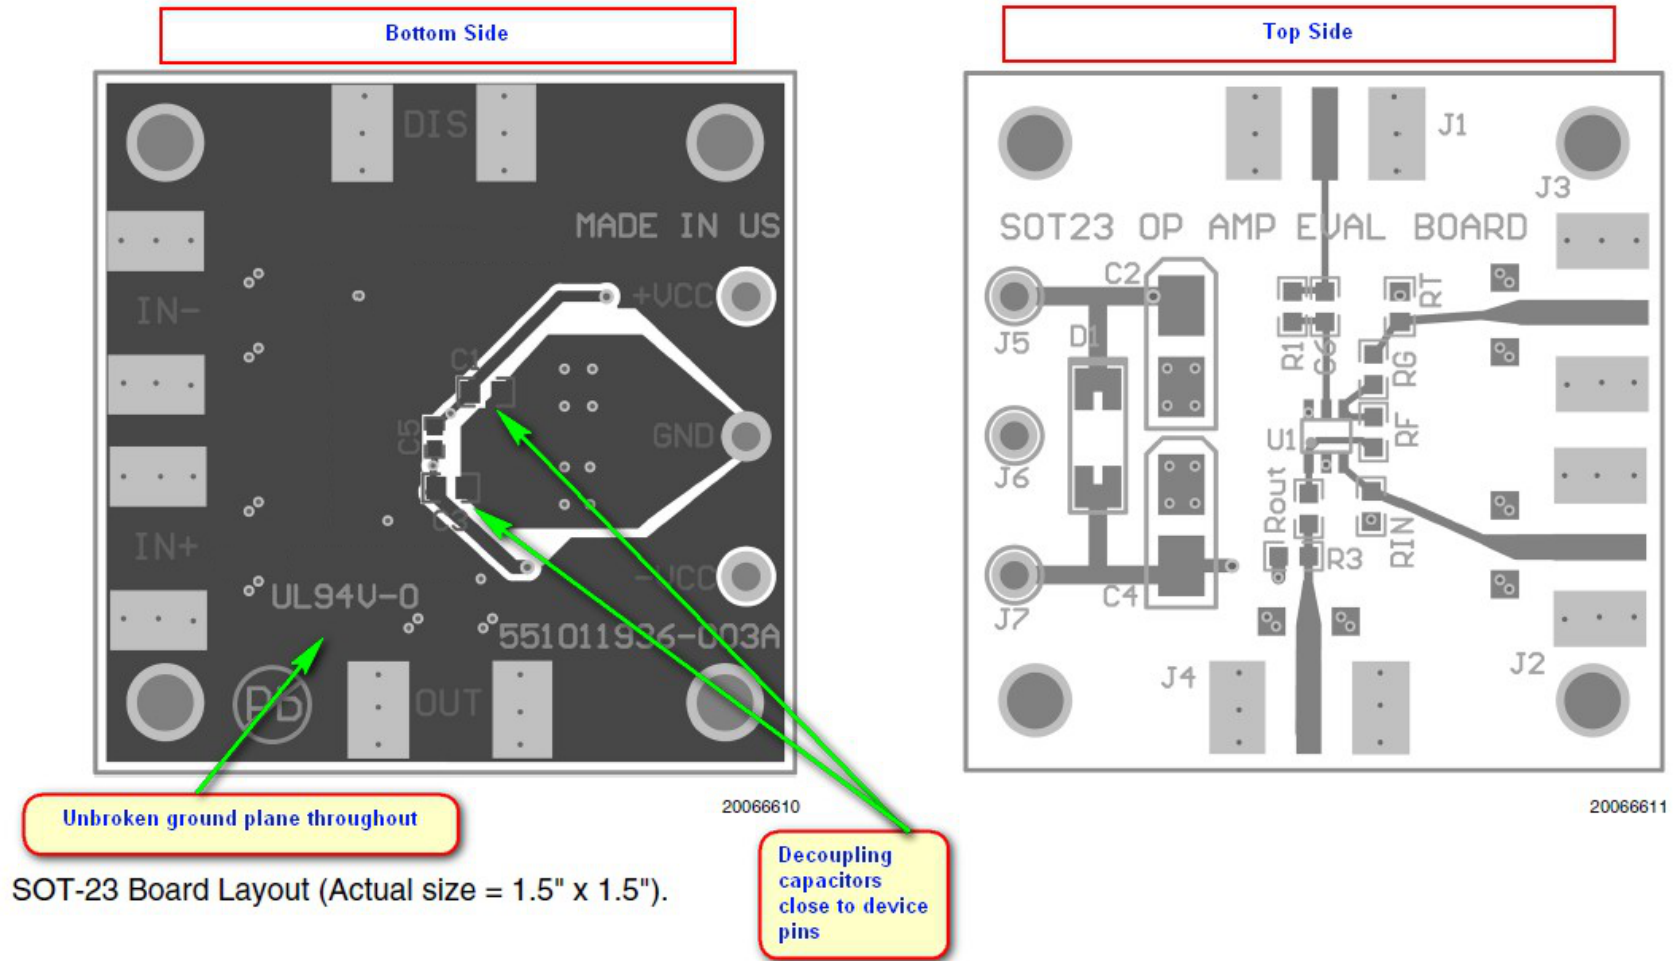 Bottom Side
DIS
MADE IN US
IN-
+VCC
C1
C5
GND
C3
IN+
-VCC
UL94V-0
551011936-003A
Pb
OUT
20066610
Unbroken ground plane throughout
Decoupling
capacitors
close to device
pins
SOT-23 Board Layout (Actual size = 1.5" x 1.5").
Top Side
J1
J3
SOT23 OP AMP EVAL BOARD
C2
RT
J5
D1
R1
C6
RG
U1
RF
J6
Rout
RIN
R3
C4
J7
J4
J2
20066611